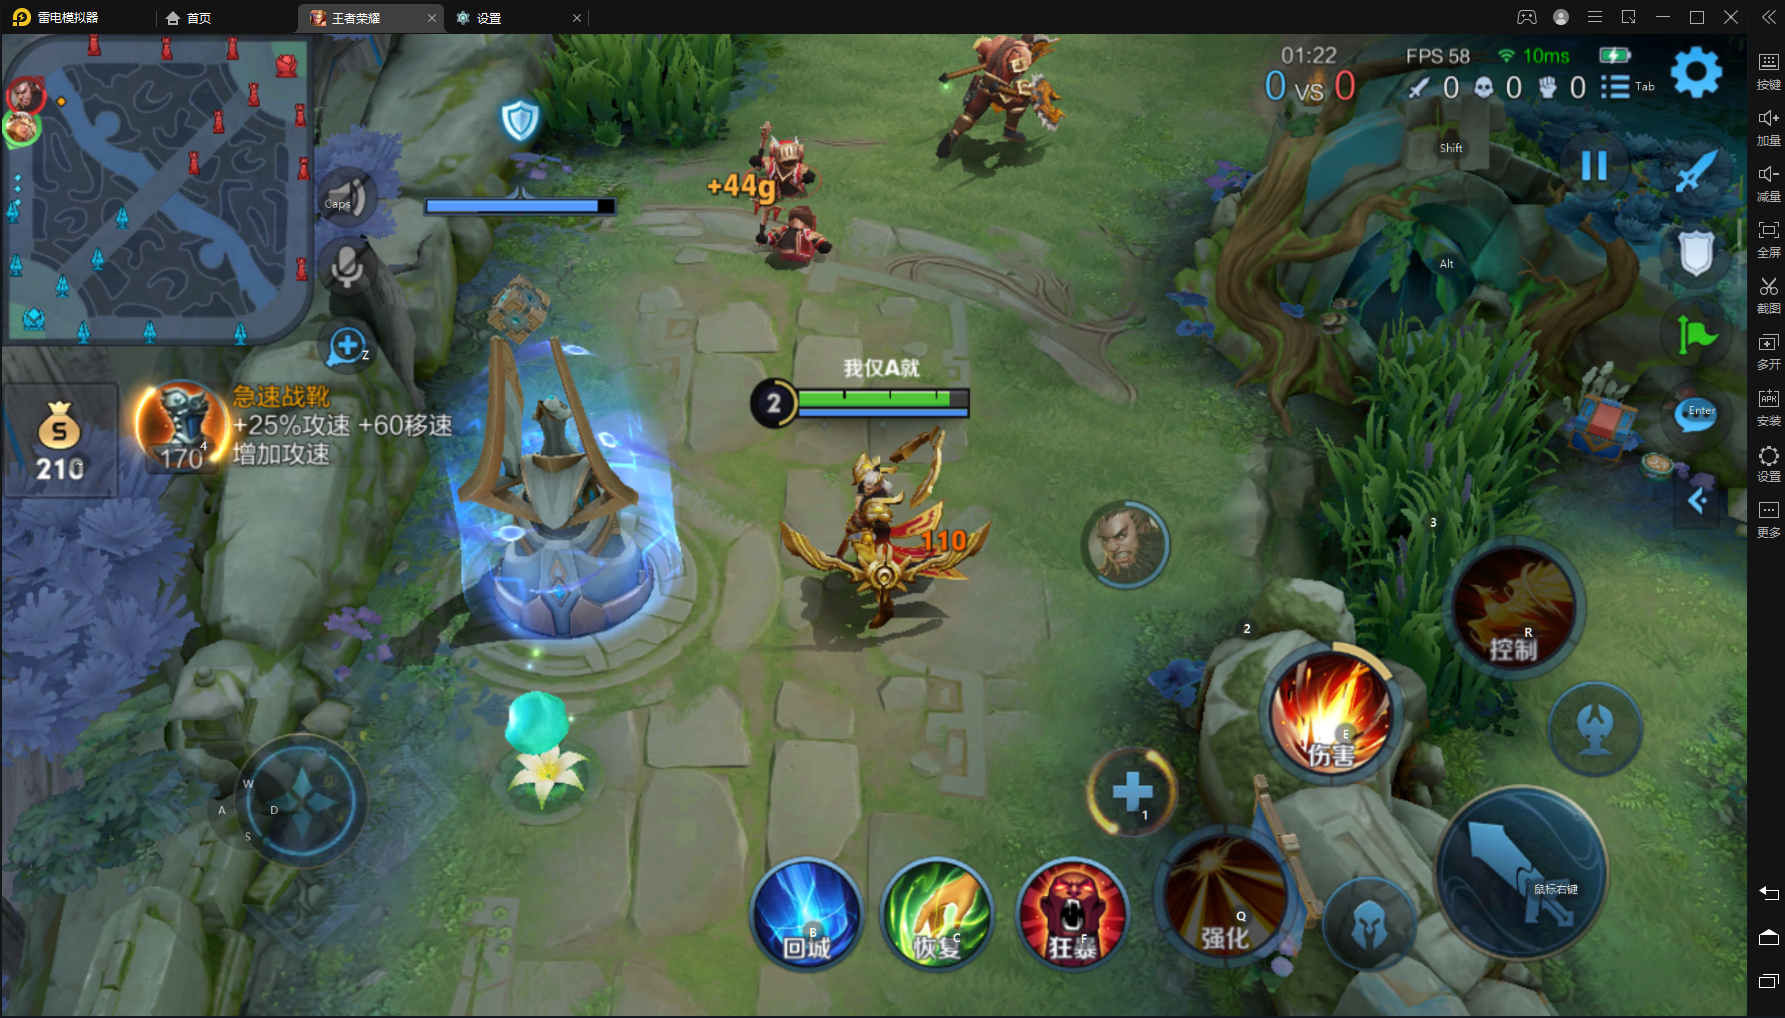 雷电模拟器
首页
王者荣耀
设置
01:22
FPS 58
10ms
0 VS 0
0
0
0
Tab
按键
加量
减量
全屏
截图
多开
安装
设置
更多
Shift
Alt
Enter
Caps
Z
+44g
我仅A就
2
110
210
170
4
急速战靴
+25%攻速 +60移速
增加攻速
3
2
R
控制
E
伤害
1
W
A
D
S
B
回城
C
恢复
F
狂暴
Q
强化
鼠标右键